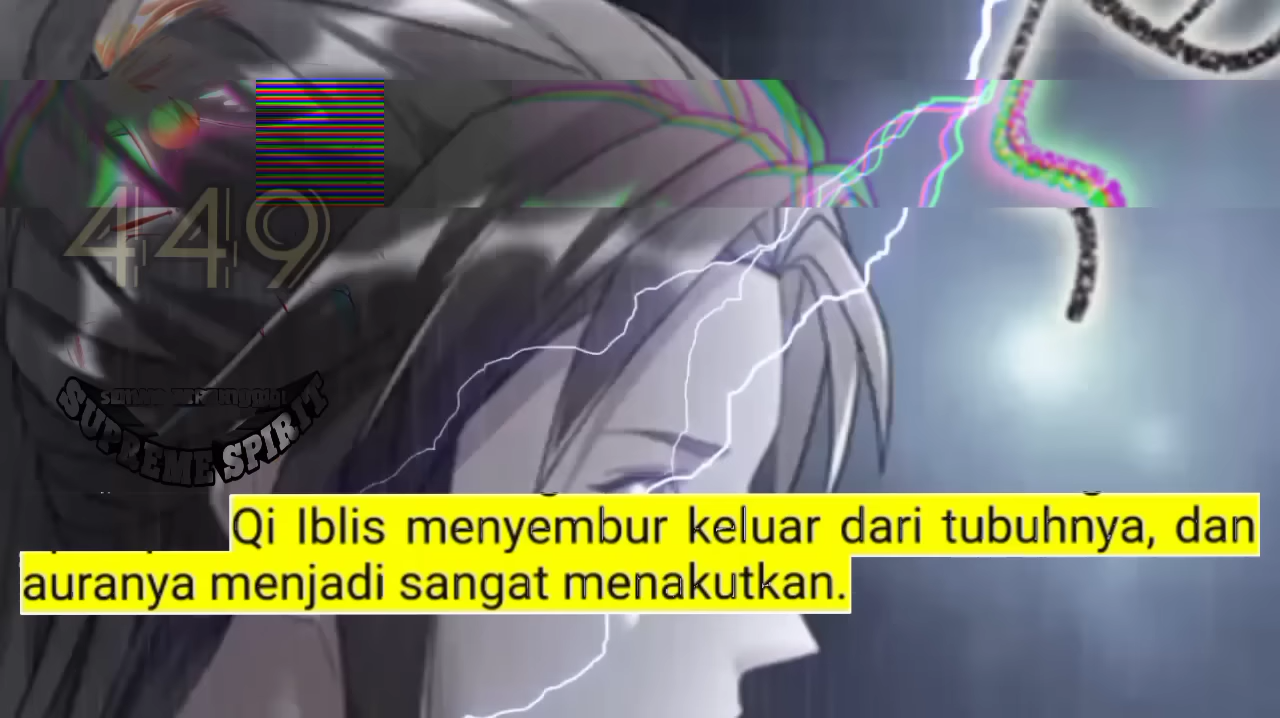 449
SUPREME SPIRIT
Qi Iblis menyembur keluar dari tubuhnya, dan
auranya menjadi sangat menakutkan.